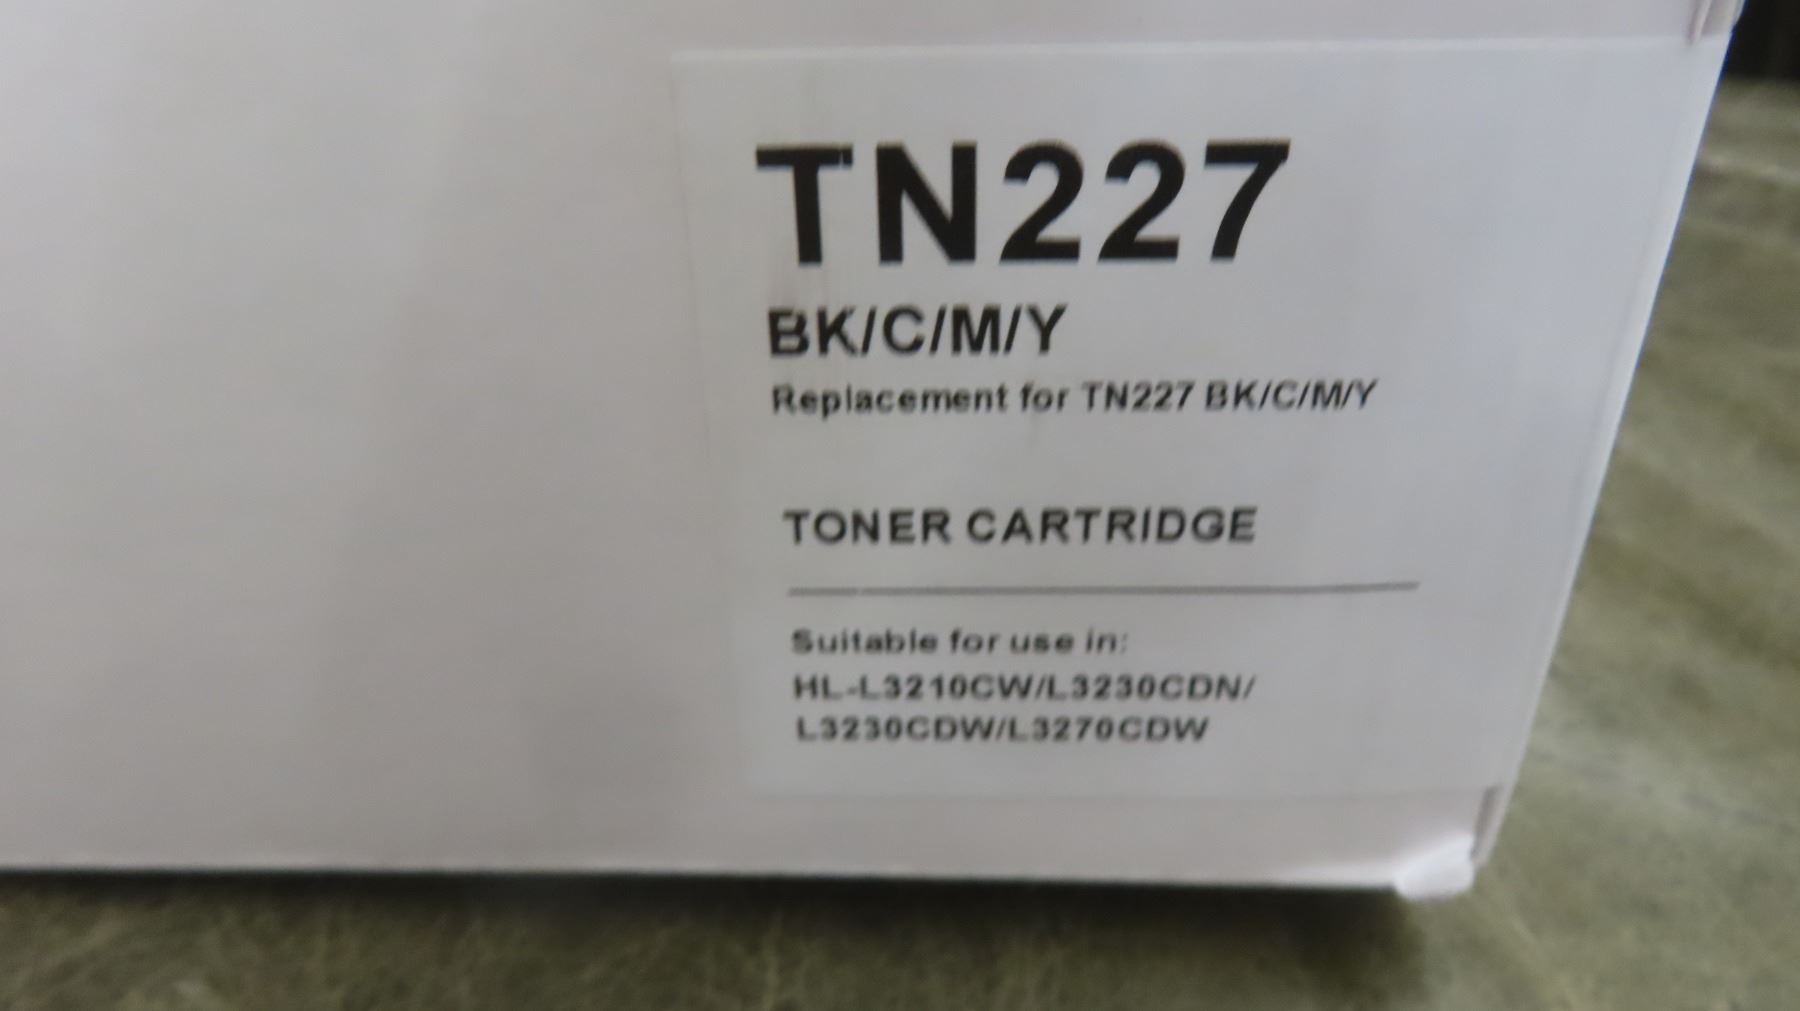 TN227
BK/C/M/Y
Replacement for TN227 BK/C/M/Y
TONER CARTRIDGE
Suitable for use in:
HL-L3210CW/L3230CDN/
L3230CDW/L3270CDW